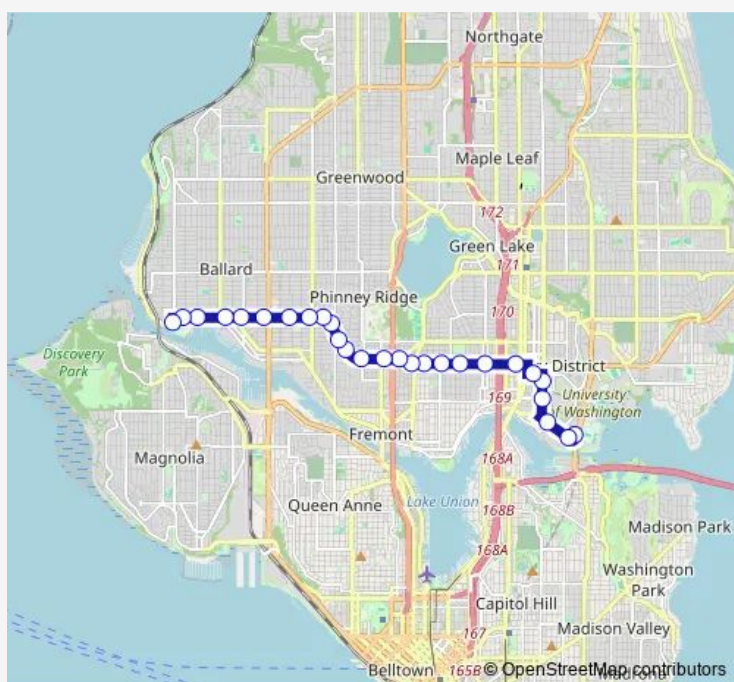 Northgate
Maple Leaf
Greenwood
172
Green Lake
171
Ballard
Phinney Ridge
170
Discovery
Park
District
169
University
of Washington
Fremont
Magnolia
168A
Queen Anne
Lake Union
168B
Madison Park
168A
Washington
Park
Capitol Hill
167
Madison Valley
Belltown
165B
© OpenStreetMap contributors
Madrona